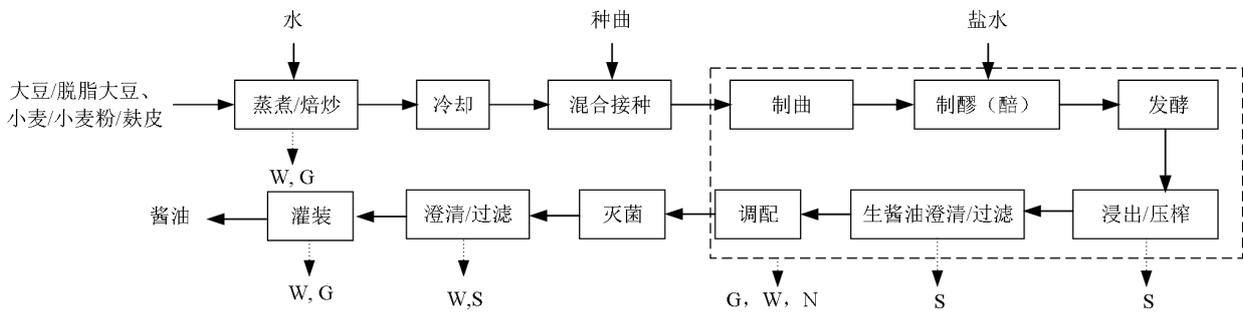 水
种曲
盐水
大豆/脱脂大豆、
小麦/小麦粉/麸皮
蒸煮/焙炒
冷却
混合接种
制曲
制醪（醅）
发酵
W, G
酱油
灌装
澄清/过滤
灭菌
调配
生酱油澄清/过滤
浸出/压榨
W, G
W,S
G，W，N
S
S